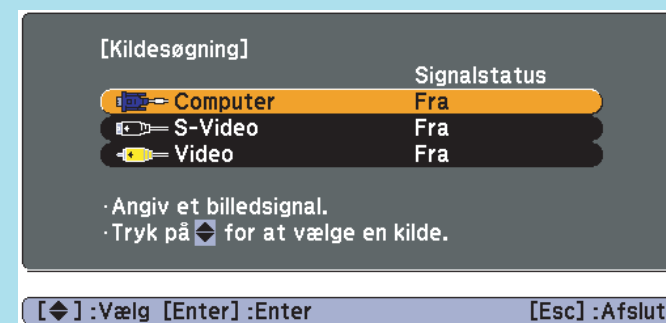 [Kildesøgning]
Signalstatus
Computer Fra
S-Video Fra
Video Fra
·Angiv et billedsignal.
·Tryk på for at vælge en kilde.
[◆]:Vælg [Enter]:Enter [Esc]:Afslut